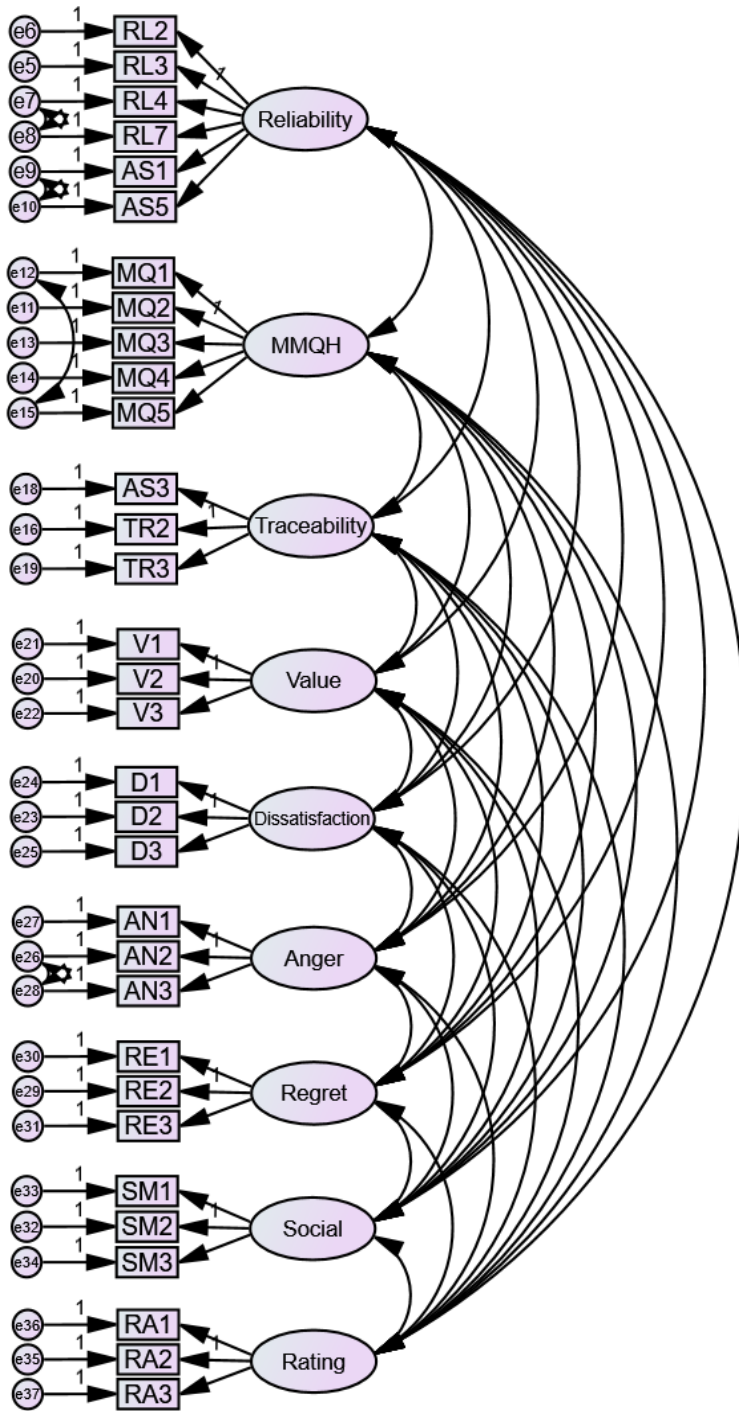 e6 1 RL2
e5 1 RL3
e7 1 RL4
e8 1 RL7
e9 1 AS1
e10 1 AS5
1
Reliability
e12 1 MQ1
e11 1 MQ2
e13 1 MQ3
e14 1 MQ4
e15 1 MQ5
1
MMQH
e18 1 AS3
e16 1 TR2
e19 1 TR3
1
Traceability
e21 1 V1
e20 1 V2
e22 1 V3
1
Value
e24 1 D1
e23 1 D2
e25 1 D3
1
Dissatisfaction
e27 1 AN1
e26 1 AN2
e28 1 AN3
1
Anger
e30 1 RE1
e29 1 RE2
e31 1 RE3
1
Regret
e33 1 SM1
e32 1 SM2
e34 1 SM3
1
Social
e36 1 RA1
e35 1 RA2
e37 1 RA3
1
Rating